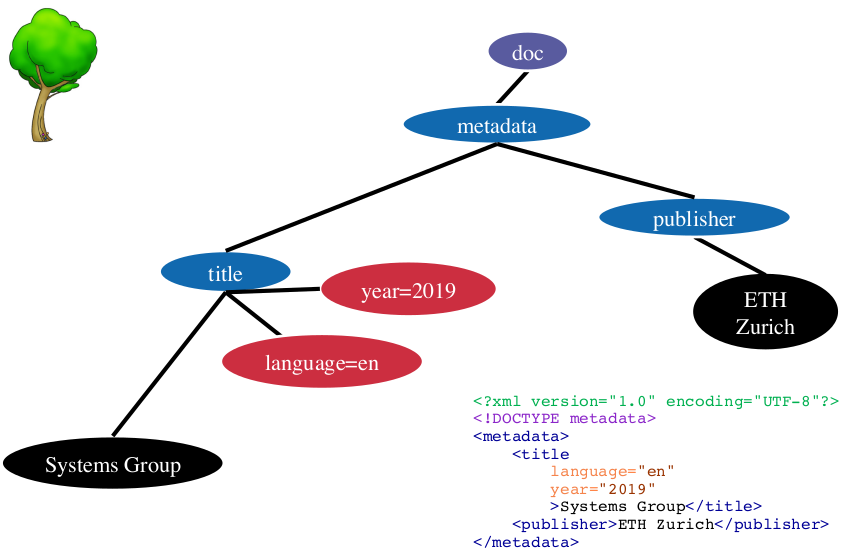 doc
metadata
publisher
title
year=2019
ETH
Zurich
language=en
Systems Group
<?xml version="1.0" encoding="UTF-8"?>
<!DOCTYPE metadata>
<metadata>
    <title
        language="en"
        year="2019"
        >Systems Group</title>
    <publisher>ETH Zurich</publisher>
</metadata>